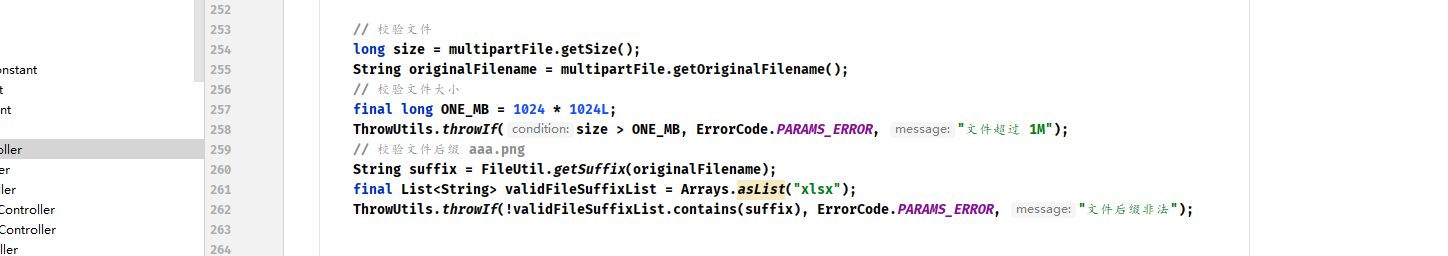 252
253 // 校验文件
254 long size = multipartFile.getSize();
onstant 255 String originalFilename = multipartFile.getOriginalFilename();
t 256 // 校验文件大小
nt 257 final long ONE_MB = 1024 * 1024L;
258 ThrowUtils.throwIf( condition: size > ONE_MB, ErrorCode.PARAMS_ERROR, message: "文件超过 1M");
oller 259 // 校验文件后缀 aaa.png
er 260 String suffix = FileUtil.getSuffix(originalFilename);
ller 261 final List<String> validFileSuffixList = Arrays.asList("xlsx");
Controller 262 ThrowUtils.throwIf(!validFileSuffixList.contains(suffix), ErrorCode.PARAMS_ERROR, message: "文件后缀非法");
Controller 263
ller 264